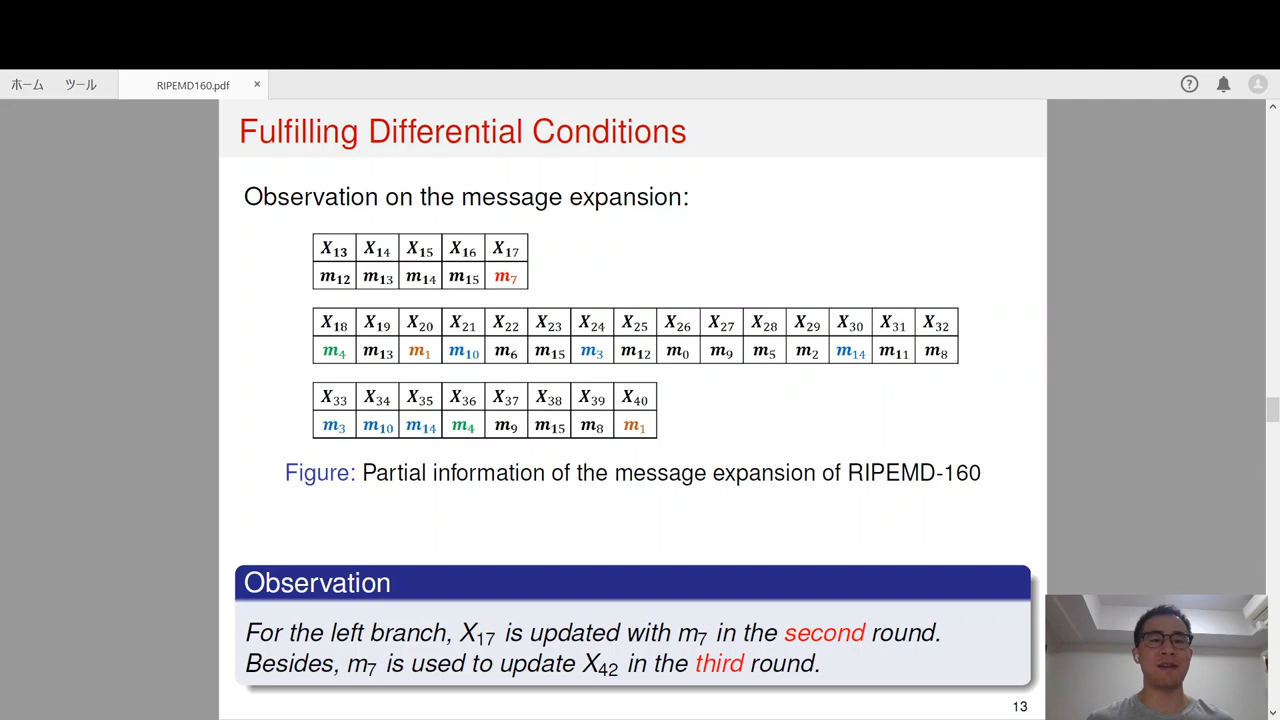 ホーム ツール RIPEMD160.pdf ×
Fulfilling Differential Conditions
Observation on the message expansion:
X13 X14 X15 X16 X17
m12 m13 m14 m15 m7
X18 X19 X20 X21 X22 X23 X24 X25 X26 X27 X28 X29 X30 X31 X32
m4 m13 m1 m10 m6 m15 m3 m12 m0 m9 m5 m2 m14 m11 m8
X33 X34 X35 X36 X37 X38 X39 X40
m3 m10 m14 m4 m9 m15 m8 m1
Figure: Partial information of the message expansion of RIPEMD-160
Observation
For the left branch, X17 is updated with m7 in the second round.
Besides, m7 is used to update X42 in the third round.
13